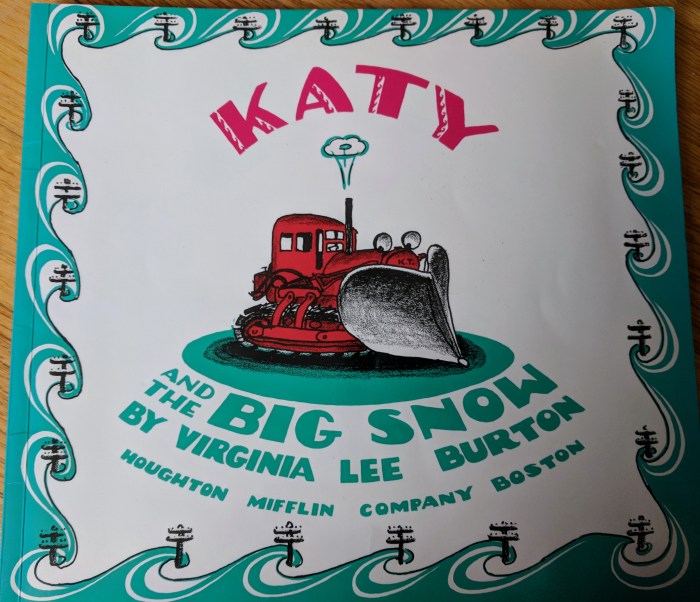 KATY
K.T.
AND
THE BIG SNOW
BY VIRGINIA LEE BURTON
HOUGHTON MIFFLIN COMPANY BOSTON